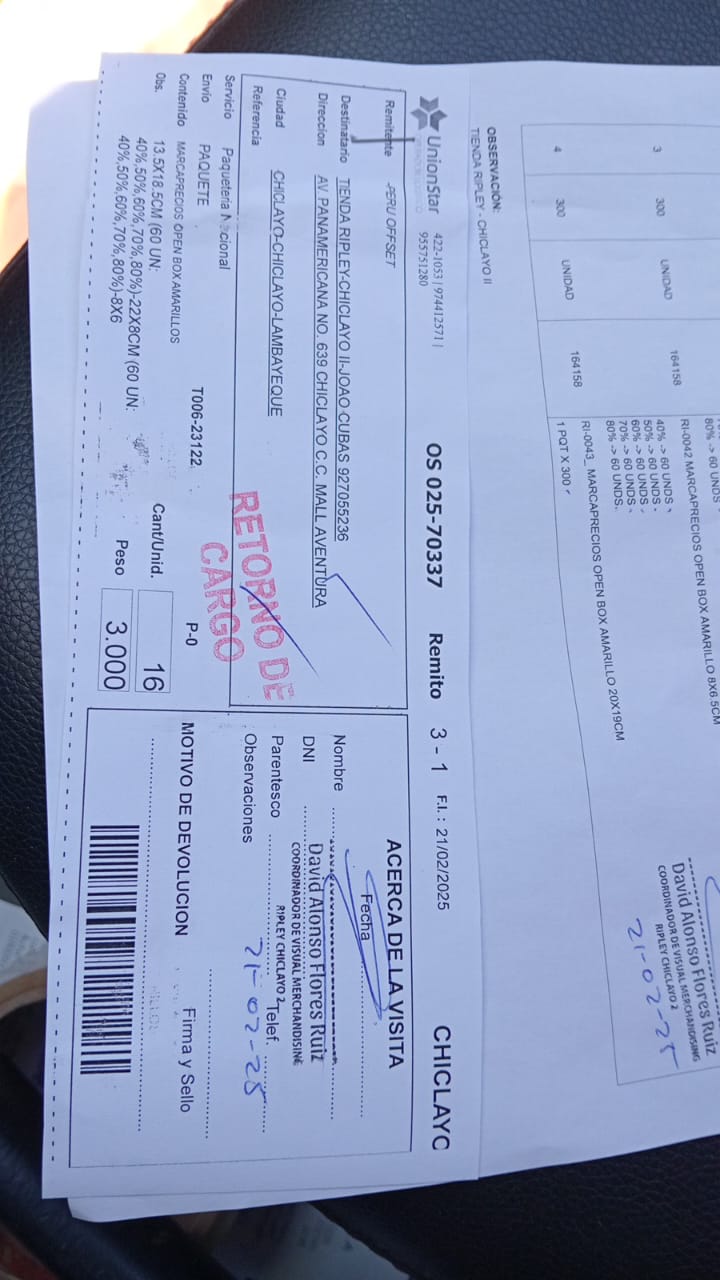 80% -> 60 UNDS
RI-0042 MARCAPRECIOS OPEN BOX AMARILLO 8X6.5CM
3 300 UNIDAD 164158
40% -> 60 UNDS
50% -> 60 UNDS
60% -> 60 UNDS
70% -> 60 UNDS
80% -> 60 UNDS.
RI-0043_ MARCAPRECIOS OPEN BOX AMARILLO 20X19CM
4 300 UNIDAD 164158
1 PQT X 300
David Alonso Flores Ruiz
COORDINADOR DE VISUAL MERCHANDISING
RIPLEY CHICLAYO 2
21-02-25
OBSERVACIÓN:
TIENDA RIPLEY - CHICLAYO II
UnionStar 422-1053 | 974412571 |
955751280
OS 025-70337 Remito 3 - 1 F.I. : 21/02/2025 CHICLAYO
Remitente -PERU OFFSET
Destinatario TIENDA RIPLEY-CHICLAYO II-JOAO CUBAS 927055236
Direccion AV. PANAMERICANA NO. 639 CHICLAYO C.C. MALL AVENTURA
Ciudad CHICLAYO-CHICLAYO-LAMBAYEQUE
Referencia
RETORNO DE
CARGO
Servicio Paqueteria Nacional
Envio PAQUETE T006-23122 P-0
Contenido MARCAPRECIOS OPEN BOX AMARILLOS
Obs. 13.5X18.5CM (60 UN:
40%,50%,60%,70%,80%)-22X8CM (60 UN:
40%,50%,60%,70%,80%)-8X6
Cant/Unid. 16
Peso 3.000
ACERCA DE LA VISITA
Fecha
Nombre
DNI
David Alonso Flores Ruiz
COORDINADOR DE VISUAL MERCHANDISING
RIPLEY CHICLAYO 2
Parentesco Telef.
Observaciones
21-02-25
MOTIVO DE DEVOLUCION Firma y Sello